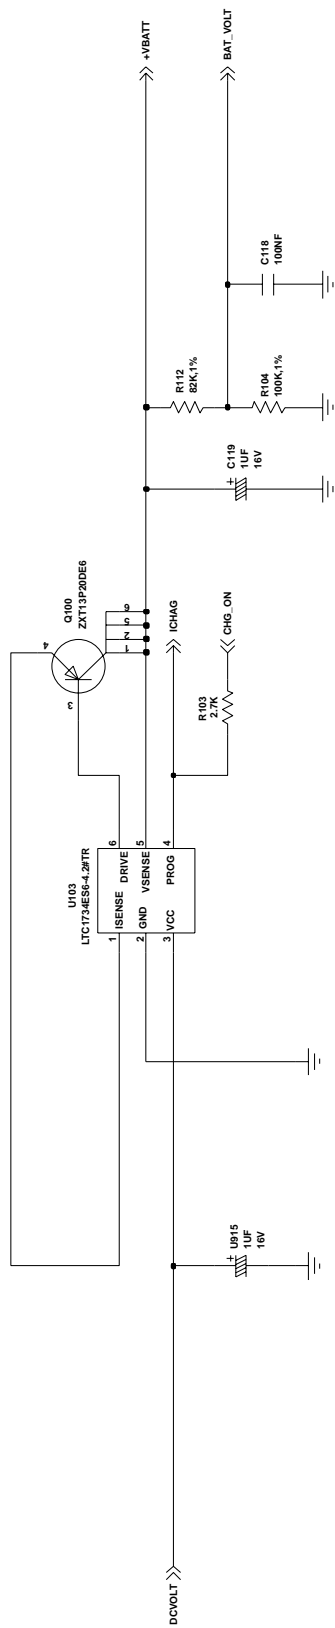 DCVOLT
U915
+
1UF
16V
U103
LTC1734ES6-4.2#TR
1 ISENSE
2 GND
3 VCC
DRIVE 6
VSENSE 5
PROG 4
Q100
ZXT13P20DE6
3
4
1
2
5
6
R103
2.7K
ICHAG
CHG_ON
C119
+
1UF
16V
R112
82K,1%
R104
100K,1%
C118
100NF
+VBATT
BAT_VOLT